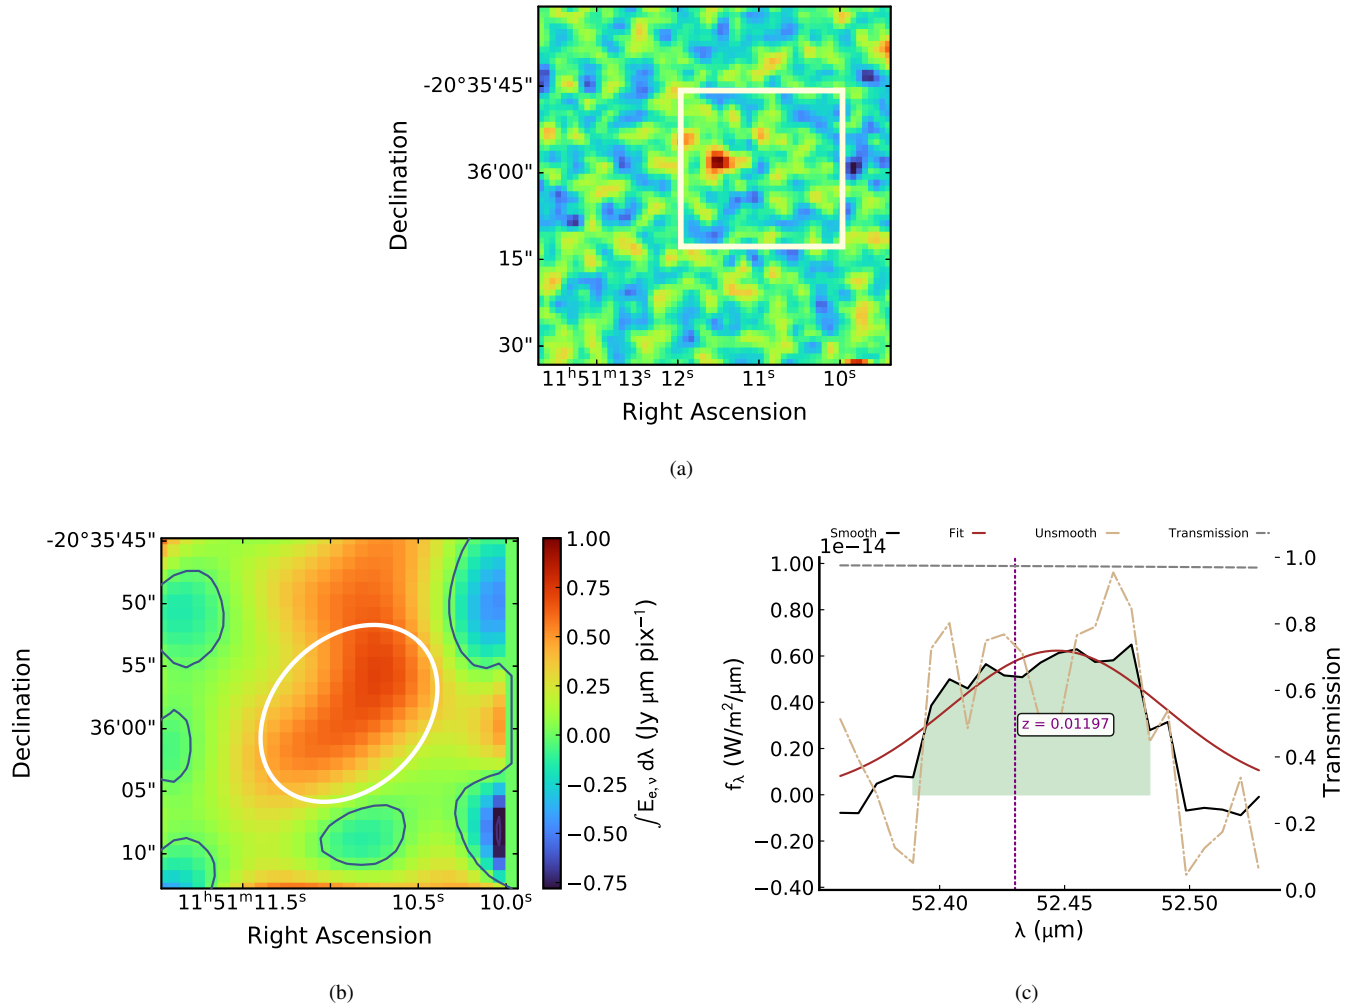 -20°35'45"
36'00"
15"
30"
Declination
11ʰ51ᵐ13ˢ 12ˢ 11ˢ 10ˢ
Right Ascension
(a)
-20°35'45"
50"
55"
36'00"
05"
10"
Declination
11ʰ51ᵐ11.5ˢ 10.5ˢ 10.0ˢ
Right Ascension
1.00
0.75
0.50
0.25
0.00
−0.25
−0.50
−0.75
∫ E_{e, ν} dλ (Jy μm pix⁻¹)
(b)
Smooth Fit Unsmooth Transmission
1e−14
1.00
0.80
0.60
0.40
0.20
0.00
−0.20
−0.40
f_λ (W/m²/μm)
z = 0.01197
1.0
0.8
0.6
0.4
0.2
0.0
Transmission
52.40 52.45 52.50
λ (μm)
(c)